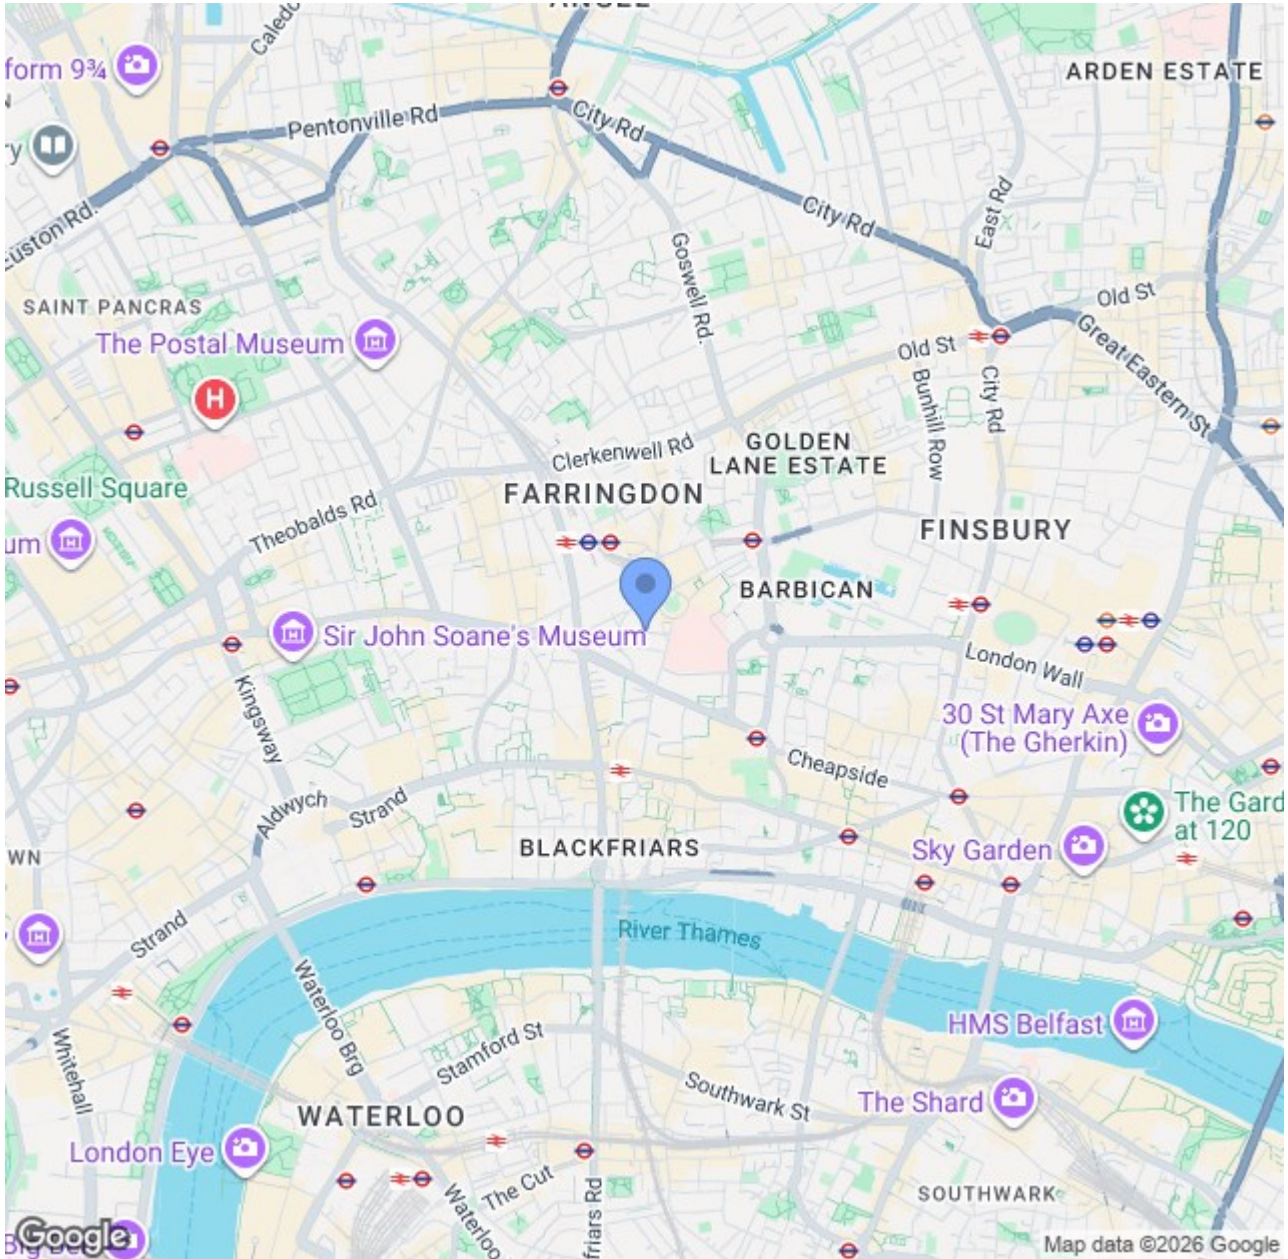 ANGEL
Caledo
form 9¾
ARDEN ESTATE
Pentonville Rd
City Rd
ry
City Rd
East Rd
Euston Rd.
Goswell Rd.
SAINT PANCRAS
Old St
The Postal Museum
Great Eastern St
Old St
H
City Rd
Bunhill Row
GOLDEN
LANE ESTATE
Clerkenwell Rd
Russell Square
FARRINGDON
Theobalds Rd
FINSBURY
um
BARBICAN
Sir John Soane's Museum
London Wall
Kingsway
30 St Mary Axe
(The Gherkin)
Cheapside
Aldwych
Strand
The Gard
at 120
BLACKFRIARS
Sky Garden
WN
Strand
River Thames
Waterloo Brg
HMS Belfast
Whitehall
Stamford St
Southwark St
The Shard
WATERLOO
London Eye
The Cut
SOUTHWARK
Waterloo
friars Rd
Big Be
Google
Map data ©2026 Google